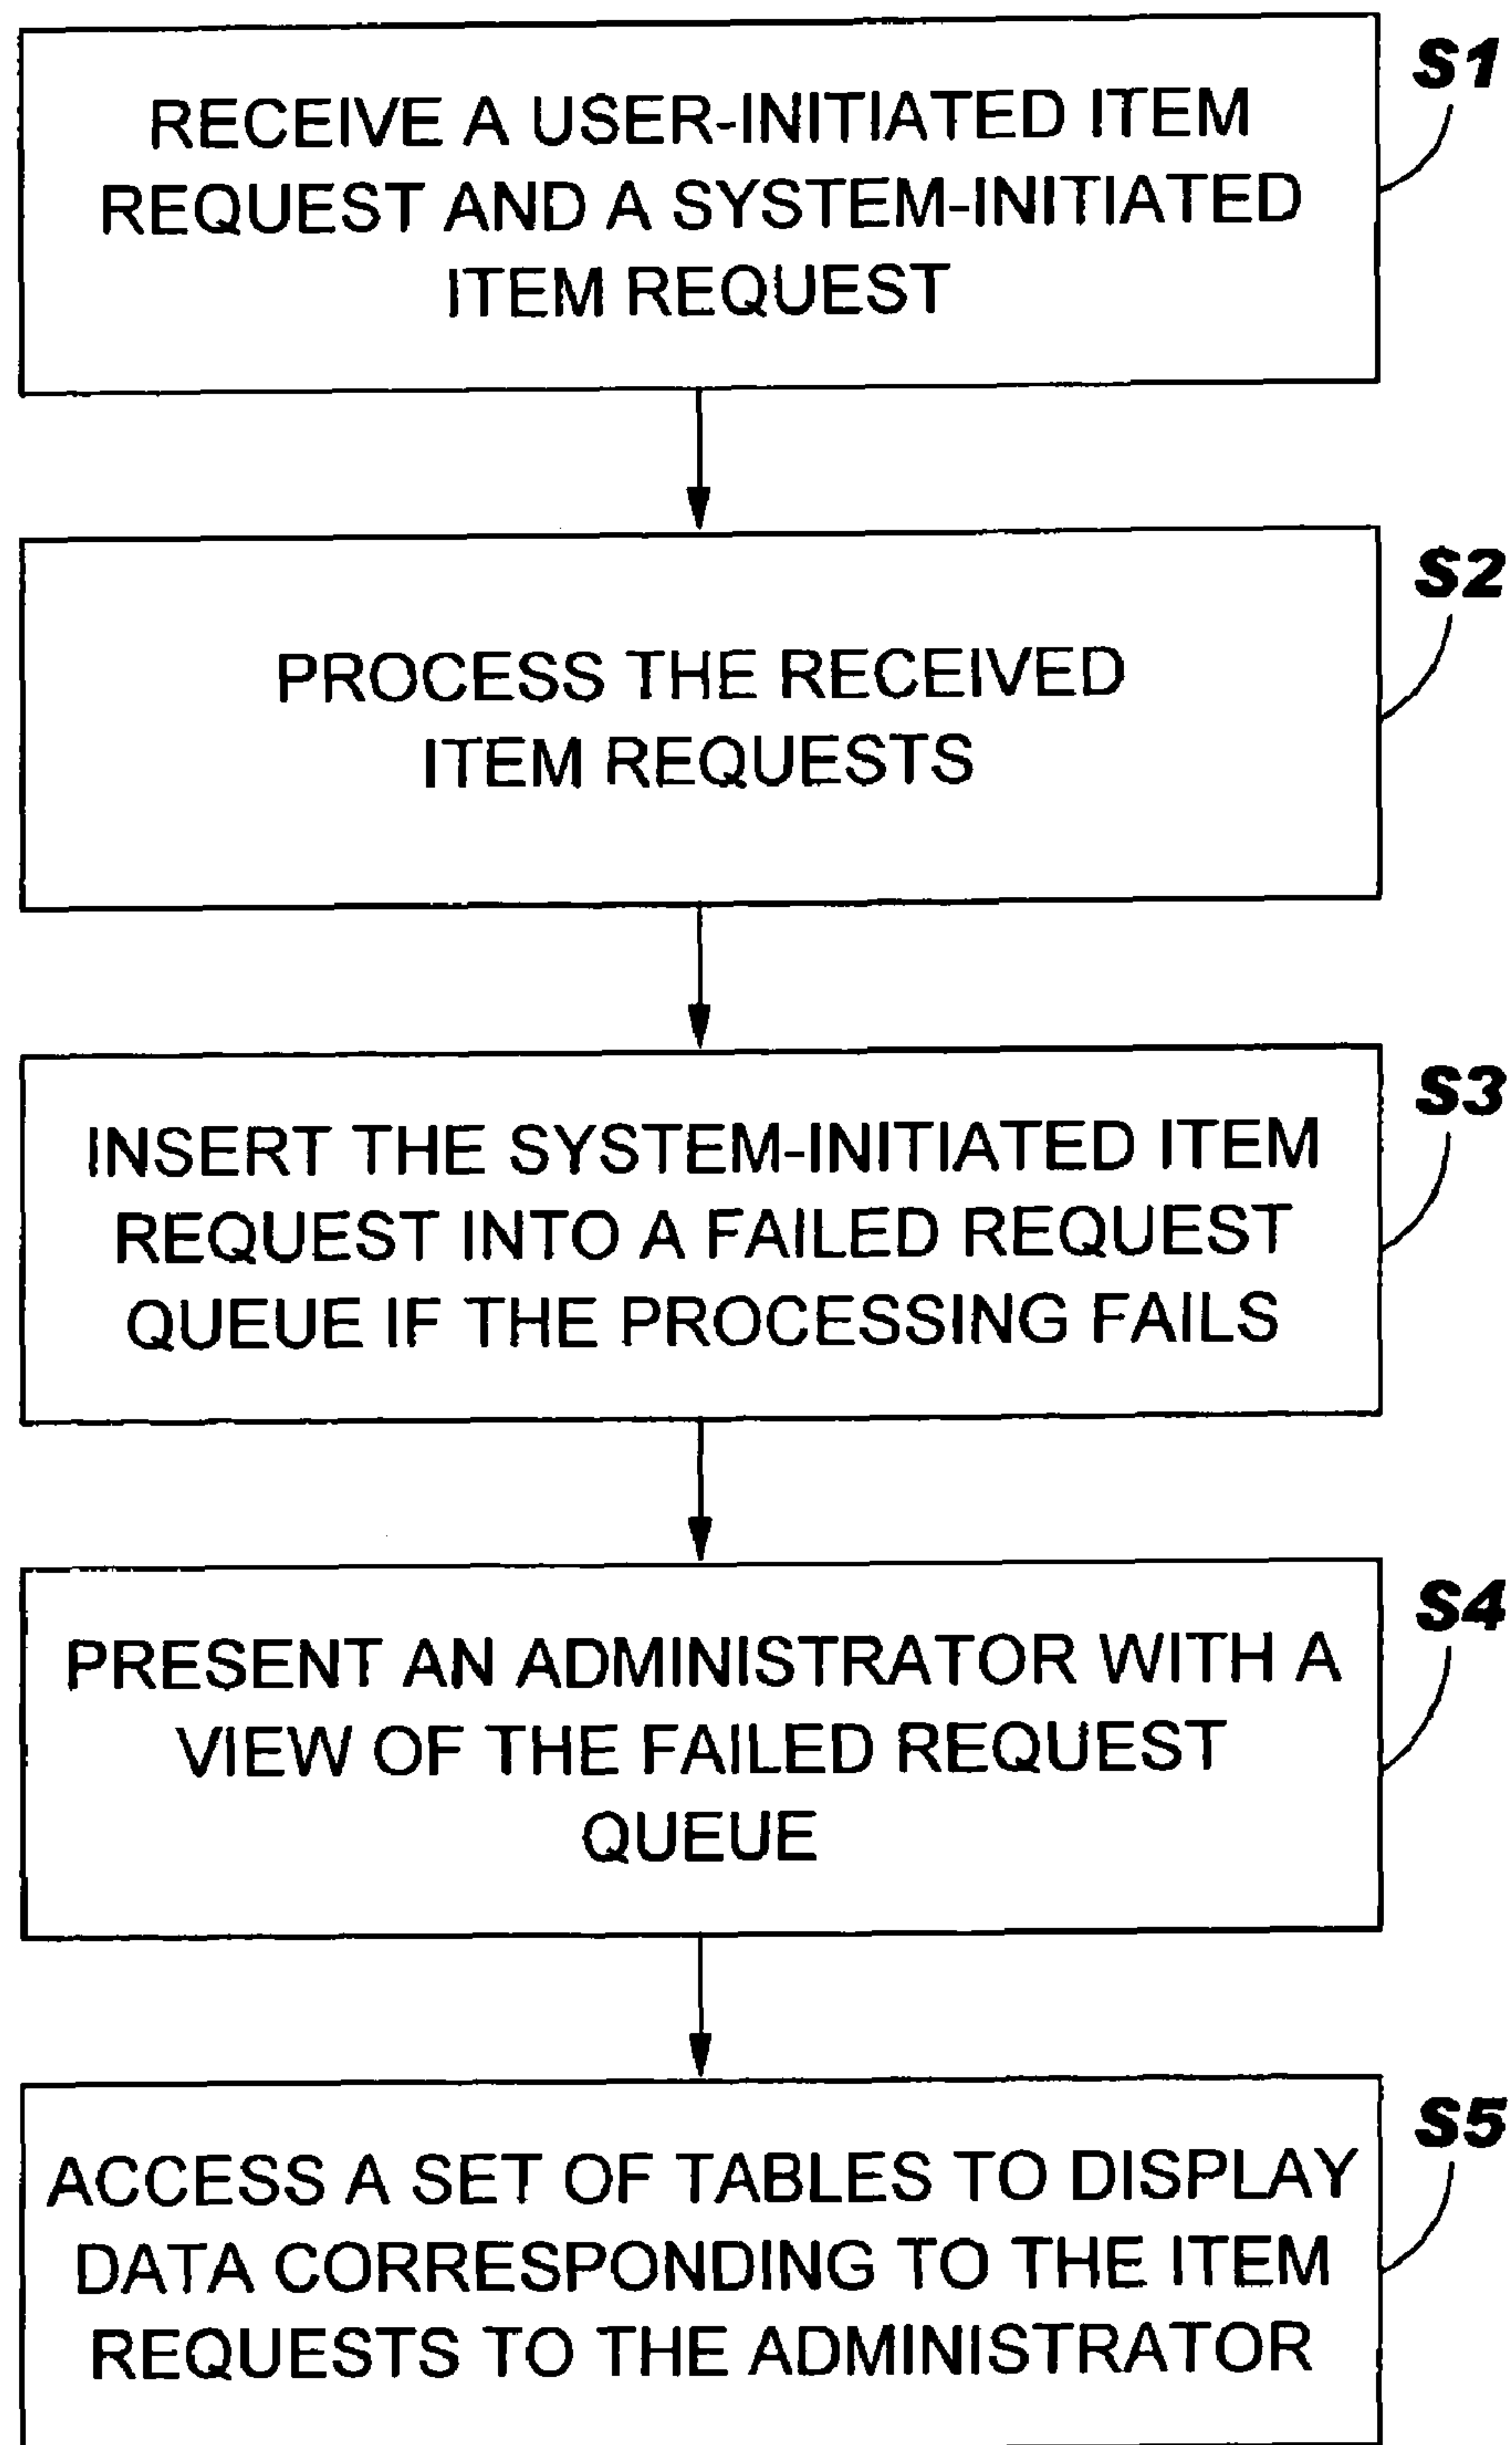 S1
RECEIVE A USER-INITIATED ITEM
REQUEST AND A SYSTEM-INITIATED
ITEM REQUEST
S2
PROCESS THE RECEIVED
ITEM REQUESTS
S3
INSERT THE SYSTEM-INITIATED ITEM
REQUEST INTO A FAILED REQUEST
QUEUE IF THE PROCESSING FAILS
S4
PRESENT AN ADMINISTRATOR WITH A
VIEW OF THE FAILED REQUEST
QUEUE
S5
ACCESS A SET OF TABLES TO DISPLAY
DATA CORRESPONDING TO THE ITEM
REQUESTS TO THE ADMINISTRATOR